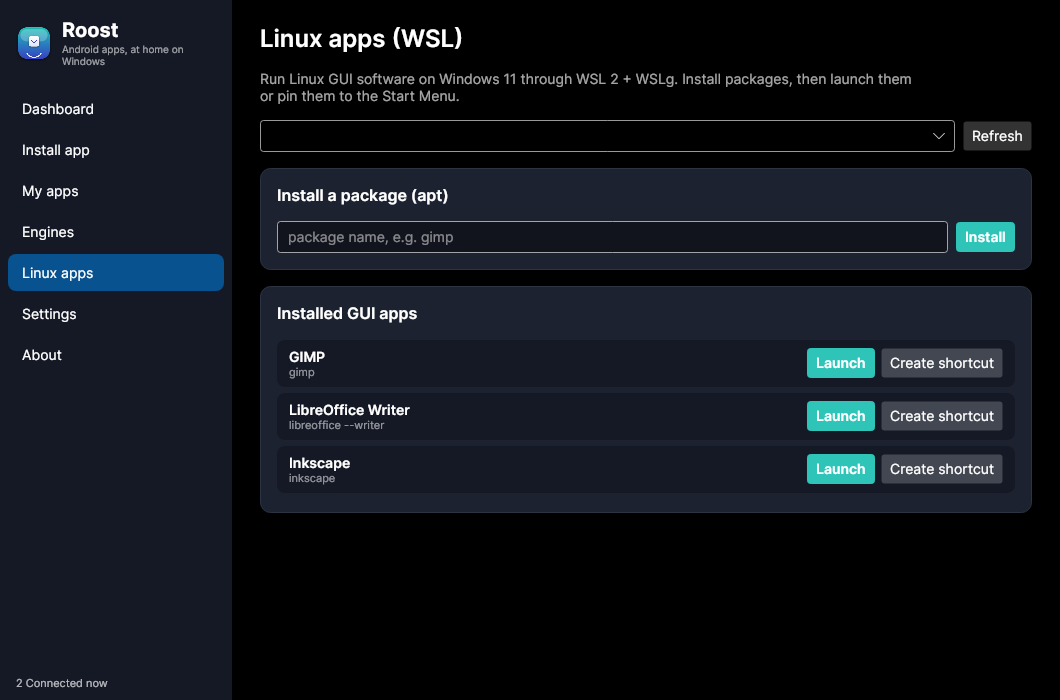 Roost
Android apps, at home on
Windows
Dashboard
Install app
My apps
Engines
Linux apps
Settings
About
2 Connected now
Linux apps (WSL)
Run Linux GUI software on Windows 11 through WSL 2 + WSLg. Install packages, then launch them
or pin them to the Start Menu.
Refresh
Install a package (apt)
package name, e.g. gimp
Install
Installed GUI apps
GIMP
gimp
Launch
Create shortcut
LibreOffice Writer
libreoffice --writer
Launch
Create shortcut
Inkscape
inkscape
Launch
Create shortcut